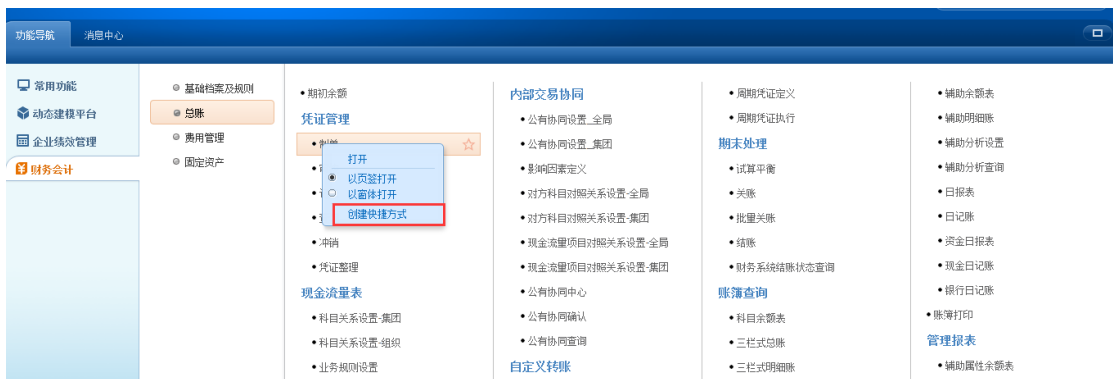 功能导航
消息中心
常用功能
动态建模平台
企业绩效管理
财务会计
基础档案及规则
总账
费用管理
固定资产
期初余额
凭证管理
打开
以页签打开
以窗体打开
创建快捷方式
冲销
凭证整理
现金流量表
科目关系设置-集团
科目关系设置-组织
业务规则设置
内部交易协同
公有协同设置_全局
公有协同设置_集团
影响因素定义
对方科目对照关系设置-全局
对方科目对照关系设置-集团
现金流量项目对照关系设置-全局
现金流量项目对照关系设置-集团
公有协同中心
公有协同确认
公有协同查询
自定义转账
周期凭证定义
周期凭证执行
期末处理
试算平衡
关账
批量关账
结账
财务系统结账状态查询
账簿查询
科目余额表
三栏式总账
三栏式明细账
辅助余额表
辅助明细账
辅助分析设置
辅助分析查询
日报表
日记账
资金日报表
现金日记账
银行日记账
账簿打印
管理报表
辅助属性余额表